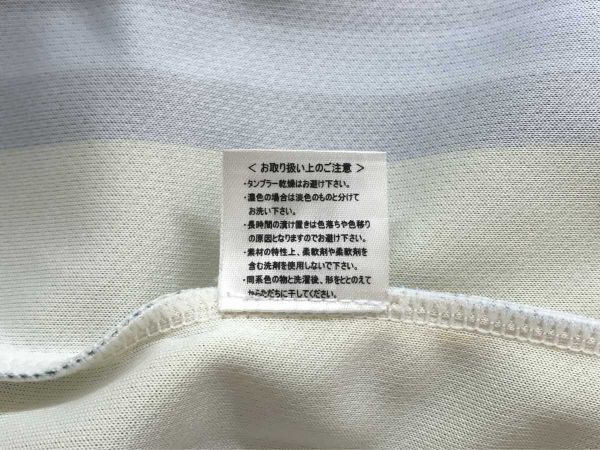 < お取り扱い上のご注意 >
・タンブラー乾燥はお避け下さい。
・濃色の場合は淡色のものと分けて
お洗い下さい。
・長時間の漬け置きは色落ちや色移り
の原因となりますのでお避け下さい。
・素材の特性上、柔軟剤や柔軟剤を
含む洗剤を使用しないで下さい。
・同系色の物と洗濯後、形をととのえて
からただちに干してください。